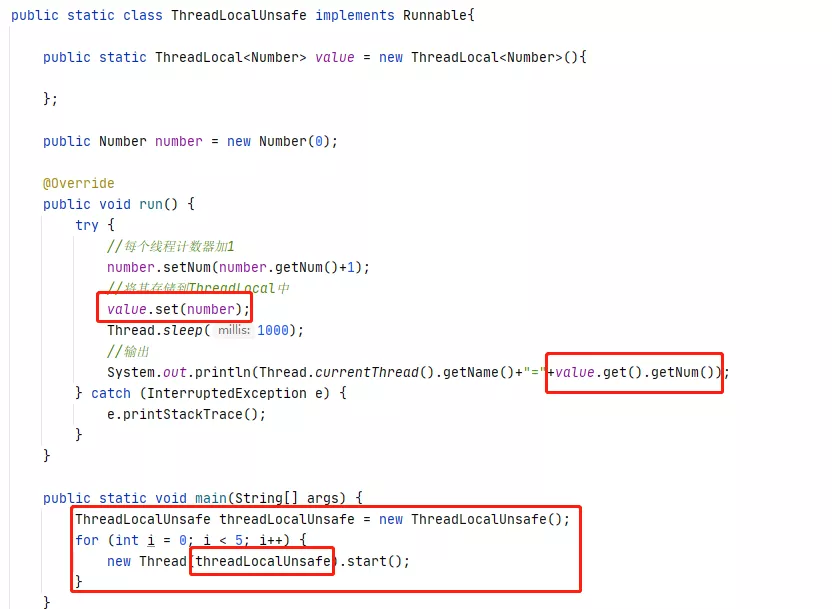 public static class ThreadLocalUnsafe implements Runnable{
public static ThreadLocal<Number> value = new ThreadLocal<Number>(){
};
public Number number = new Number(0);
@Override
public void run() {
try {
//每个线程计数器加1
number.setNum(number.getNum()+1);
//将其存储到ThreadLocal中
value.set(number);
Thread.sleep( millis: 1000);
//输出
System.out.println(Thread.currentThread().getName()+"="+value.get().getNum());
} catch (InterruptedException e) {
e.printStackTrace();
}
}
public static void main(String[] args) {
ThreadLocalUnsafe threadLocalUnsafe = new ThreadLocalUnsafe();
for (int i = 0; i < 5; i++) {
new Thread(threadLocalUnsafe).start();
}
}